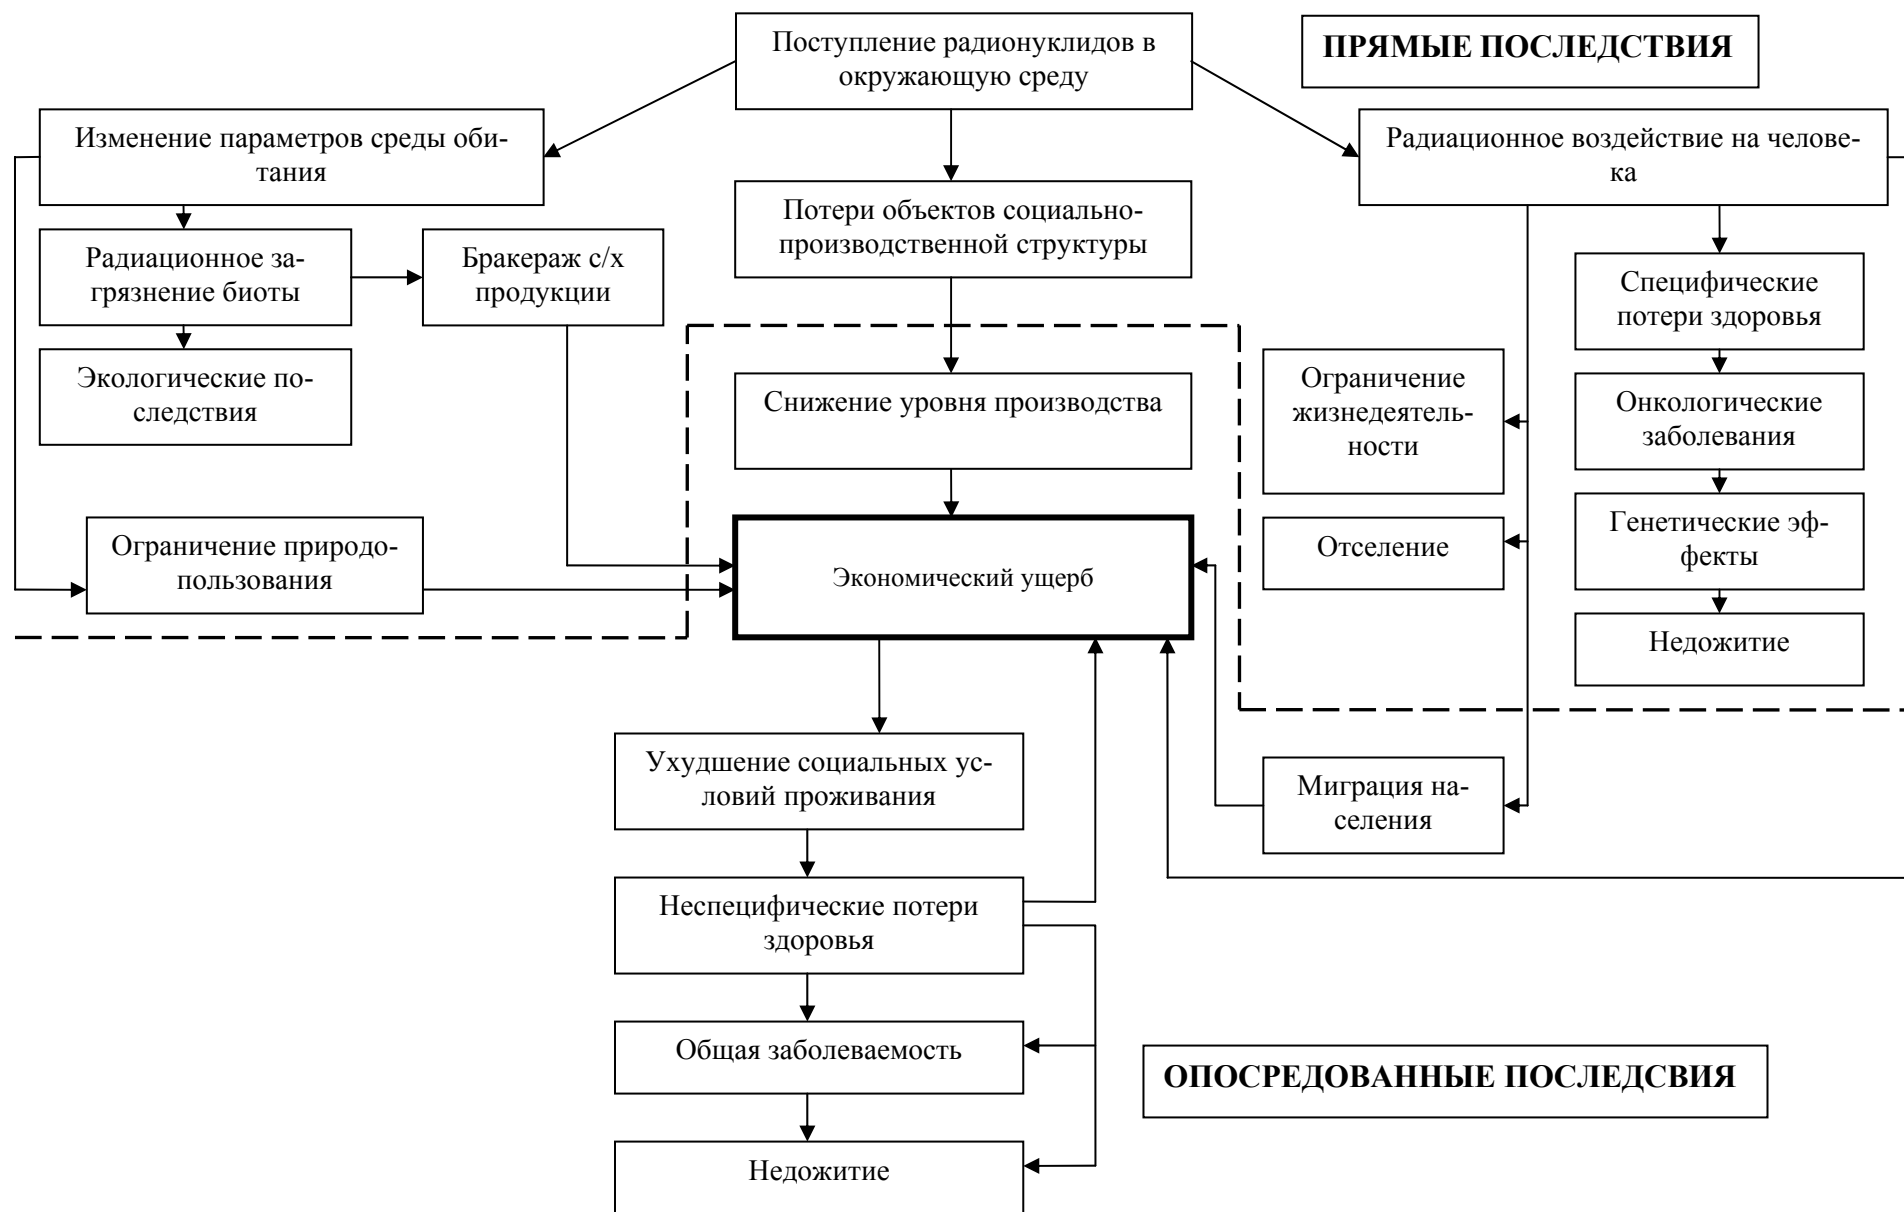 Поступление радионуклидов в
окружающую среду
ПРЯМЫЕ ПОСЛЕДСТВИЯ
Изменение параметров среды оби-
тания
Радиационное воздействие на челове-
ка
Потери объектов социально-
производственной структуры
Радиационное за-
грязнение биоты
Бракераж с/х
продукции
Специфические
потери здоровья
Экологические по-
следствия
Снижение уровня производства
Ограничение
жизнедеятель-
ности
Онкологические
заболевания
Ограничение природо-
пользования
Экономический ущерб
Отселение
Генетические эф-
фекты
Недожитие
Ухудшение социальных ус-
ловий проживания
Миграция на-
селения
Неспецифические потери
здоровья
Общая заболеваемость
ОПОСРЕДОВАННЫЕ ПОСЛЕДСВИЯ
Недожитие